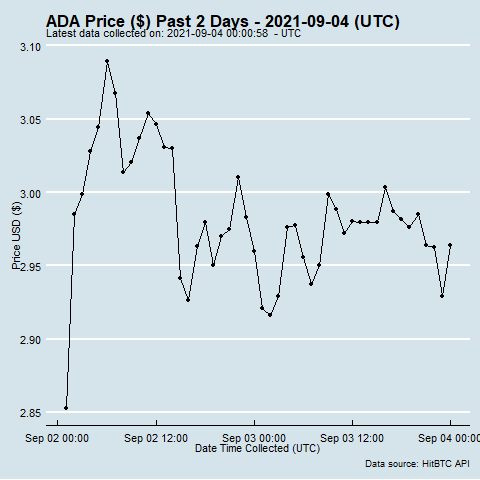 ADA Price ($) Past 2 Days - 2021-09-04 (UTC)
Latest data collected on: 2021-09-04 00:00:58 - UTC
3.10
3.05
3.00
2.95
2.90
2.85
Price USD ($)
Sep 02 00:00 Sep 02 12:00 Sep 03 00:00 Sep 03 12:00 Sep 04 00:00
Date Time Collected (UTC)
Data source: HitBTC API